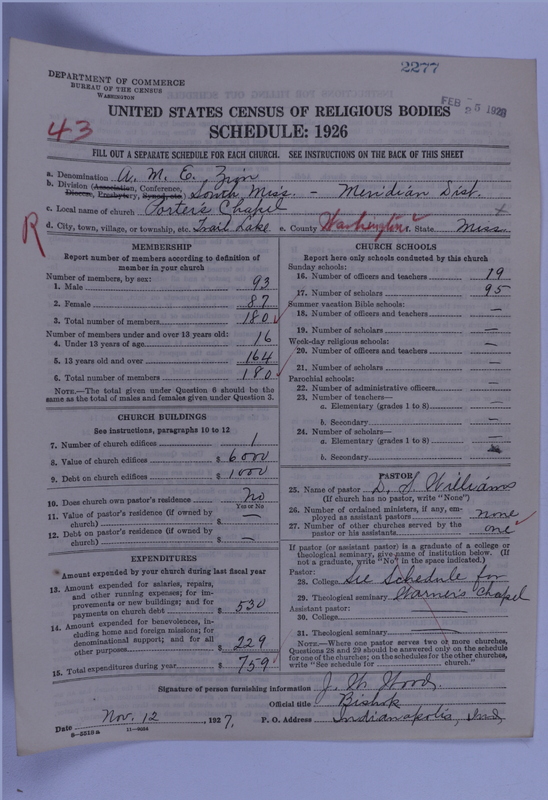 2277
DEPARTMENT OF COMMERCE
BUREAU OF THE CENSUS
WASHINGTON
FEB 25 1928
UNITED STATES CENSUS OF RELIGIOUS BODIES
43
SCHEDULE: 1926
FILL OUT A SEPARATE SCHEDULE FOR EACH CHURCH. SEE INSTRUCTIONS ON THE BACK OF THIS SHEET
a. Denomination A. M. E. Zion
b. Division (Association, Conference, Diocese, Presbytery, Synod, etc.) South Miss. - Meridian Dist.
c. Local name of church Porter's Chapel
R
d. City, town, village, or township, etc. Trail Lake e. County Washington f. State Miss.
MEMBERSHIP
Report number of members according to definition of member in your church
Number of members, by sex:
1. Male 93
2. Female 87
3. Total number of members 180
Number of members under and over 13 years old:
4. Under 13 years of age 16
5. 13 years old and over 164
6. Total number of members 180
NOTE.—The total given under Question 6 should be the same as the total of males and females given under Question 3.
CHURCH BUILDINGS
See instructions, paragraphs 10 to 12
7. Number of church edifices 1
8. Value of church edifices $ 6000
9. Debt on church edifices $ 1000
10. Does church own pastor's residence No
Yes or No
11. Value of pastor's residence (if owned by church) $ —
12. Debt on pastor's residence (if owned by church) $ —
EXPENDITURES
Amount expended by your church during last fiscal year
13. Amount expended for salaries, repairs, and other running expenses; for improvements or new buildings; and for payments on church debt $ 530
14. Amount expended for benevolences, including home and foreign missions; for denominational support; and for all other purposes $ 229
15. Total expenditures during year $ 759
CHURCH SCHOOLS
Report here only schools conducted by this church
Sunday schools:
16. Number of officers and teachers 19
17. Number of scholars 95
Summer vacation Bible schools:
18. Number of officers and teachers —
19. Number of scholars —
Week-day religious schools:
20. Number of officers and teachers —
21. Number of scholars —
Parochial schools:
22. Number of administrative officers —
23. Number of teachers—
a. Elementary (grades 1 to 8) —
b. Secondary —
24. Number of scholars—
a. Elementary (grades 1 to 8) —
b. Secondary
PASTOR
25. Name of pastor Williams
(If church has no pastor, write "None")
26. Number of ordained ministers, if any, employed as assistant pastors none
27. Number of other churches served by the pastor or his assistants one
If pastor (or assistant pastor) is a graduate of a college or theological seminary, give name of institution below. (If not a graduate, write "No" in the space indicated.)
Pastor:
28. College See Schedule for
29. Theological seminary Warner's Chapel
Assistant pastor:
30. College
31. Theological seminary
NOTE.—Where one pastor serves two or more churches, Questions 28 and 29 should be answered only on the schedule for one of the churches; on the schedules for the other churches, write "See schedule for ______ church."
Signature of person furnishing information J. W. Wood
Official title Bishop
Date Nov. 12, 1927. P. O. Address Indianapolis, Ind.
11—9034